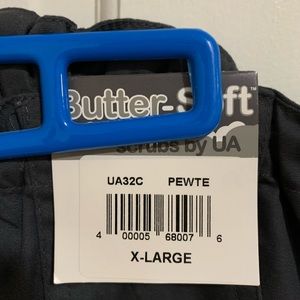 Butter-Soft
scrubs by UA
UA32C PEWTE
4 00005 68007 6
X-LARGE